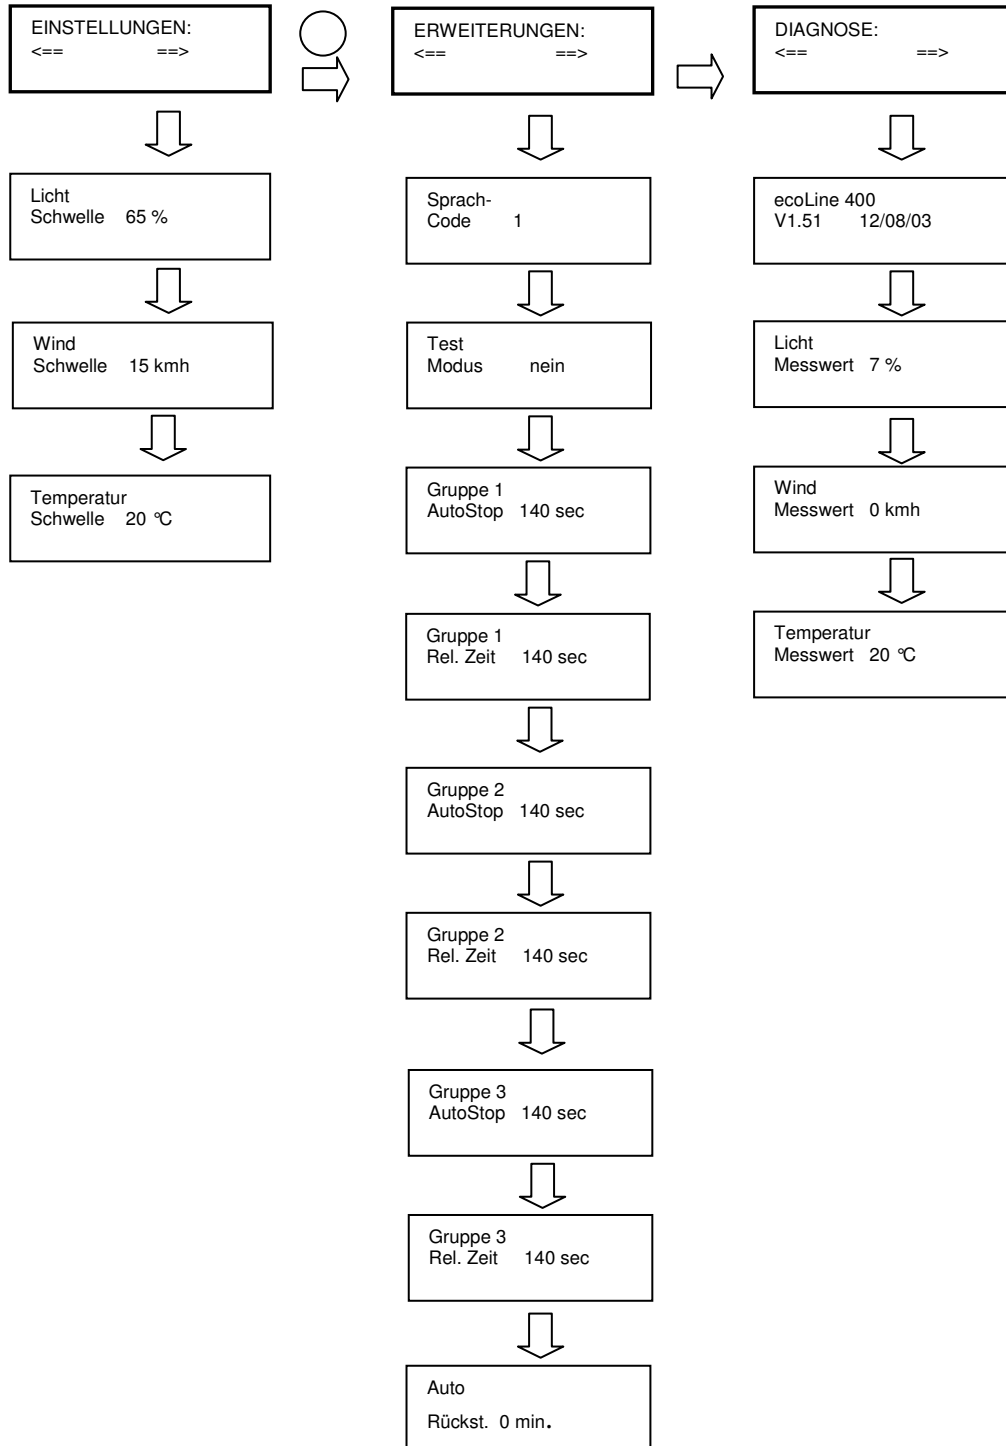 EINSTELLUNGEN:
<== ==>
Licht
Schwelle 65 %
Wind
Schwelle 15 kmh
Temperatur
Schwelle 20 °C
ERWEITERUNGEN:
<== ==>
Sprach-
Code 1
Test
Modus nein
Gruppe 1
AutoStop 140 sec
Gruppe 1
Rel. Zeit 140 sec
Gruppe 2
AutoStop 140 sec
Gruppe 2
Rel. Zeit 140 sec
Gruppe 3
AutoStop 140 sec
Gruppe 3
Rel. Zeit 140 sec
Auto
Rückst. 0 min.
DIAGNOSE:
<== ==>
ecoLine 400
V1.51 12/08/03
Licht
Messwert 7 %
Wind
Messwert 0 kmh
Temperatur
Messwert 20 °C